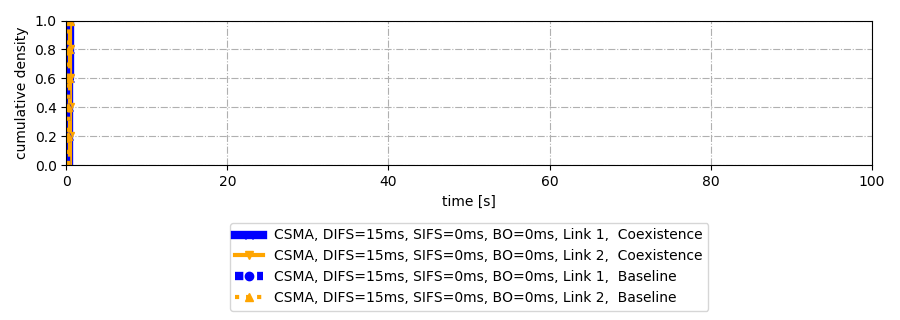 1.0
0.8
0.6
0.4
0.2
0.0
cumulative density
0 20 40 60 80 100
time [s]
CSMA, DIFS=15ms, SIFS=0ms, BO=0ms, Link 1,  Coexistence
CSMA, DIFS=15ms, SIFS=0ms, BO=0ms, Link 2,  Coexistence
CSMA, DIFS=15ms, SIFS=0ms, BO=0ms, Link 1,  Baseline
CSMA, DIFS=15ms, SIFS=0ms, BO=0ms, Link 2,  Baseline